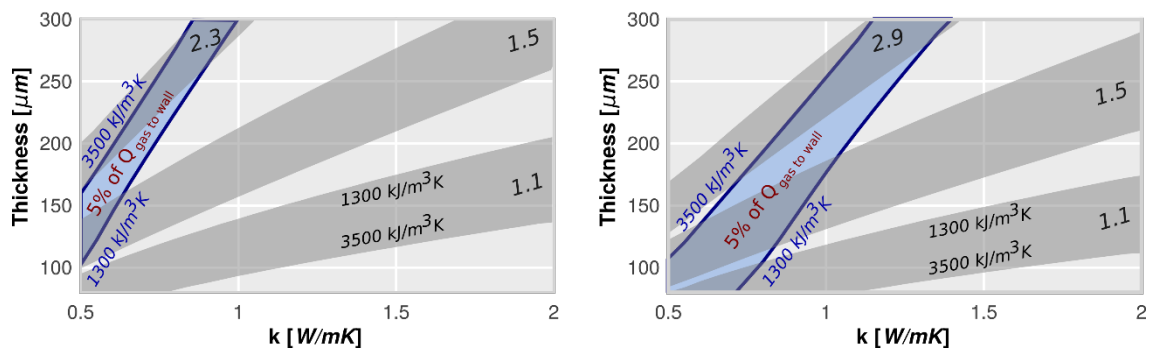 Thickness [μm]
300
250
200
150
100
2.3
1.5
1.1
3500 kJ/m³K
5% of Q gas to wall
1300 kJ/m³K
1300 kJ/m³K
3500 kJ/m³K
0.5
1
1.5
2
k [W/mK]
Thickness [μm]
300
250
200
150
100
2.9
1.5
1.1
3500 kJ/m³K
5% of Q gas to wall
1300 kJ/m³K
1300 kJ/m³K
3500 kJ/m³K
0.5
1
1.5
2
k [W/mK]